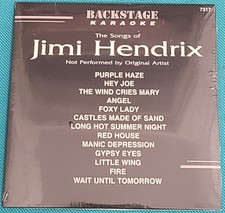 BACKSTAGE
KARAOKE
7317
The Songs of
Jimi Hendrix
Not Performed by Original Artist
PURPLE HAZE
HEY JOE
THE WIND CRIES MARY
ANGEL
FOXY LADY
CASTLES MADE OF SAND
LONG HOT SUMMER NIGHT
RED HOUSE
MANIC DEPRESSION
GYPSY EYES
LITTLE WING
FIRE
WAIT UNTIL TOMORROW